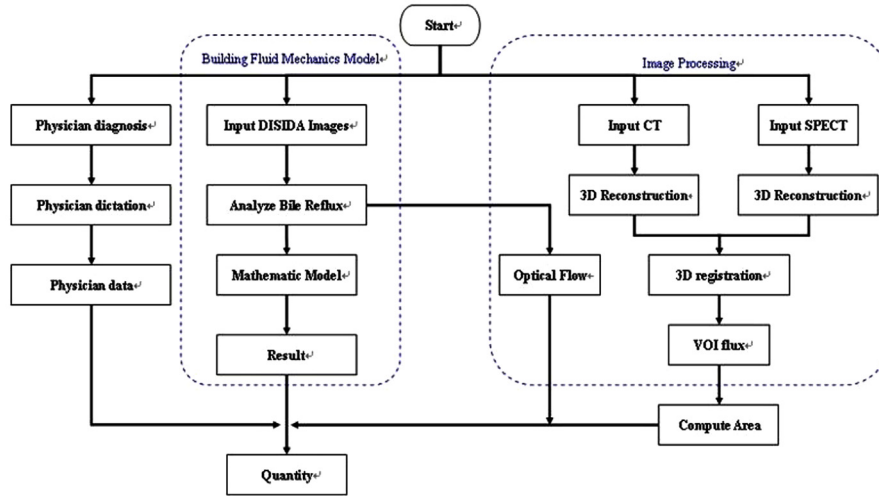 Start
Building Fluid Mechanics Model
Image Processing
Physician diagnosis
Input DISIDA Images
Input CT
Input SPECT
Physician dictation
Analyze Bile Reflux
3D Reconstruction
3D Reconstruction
Physician data
Mathematic Model
Optical Flow
3D registration
Result
VOI flux
Compute Area
Quantity